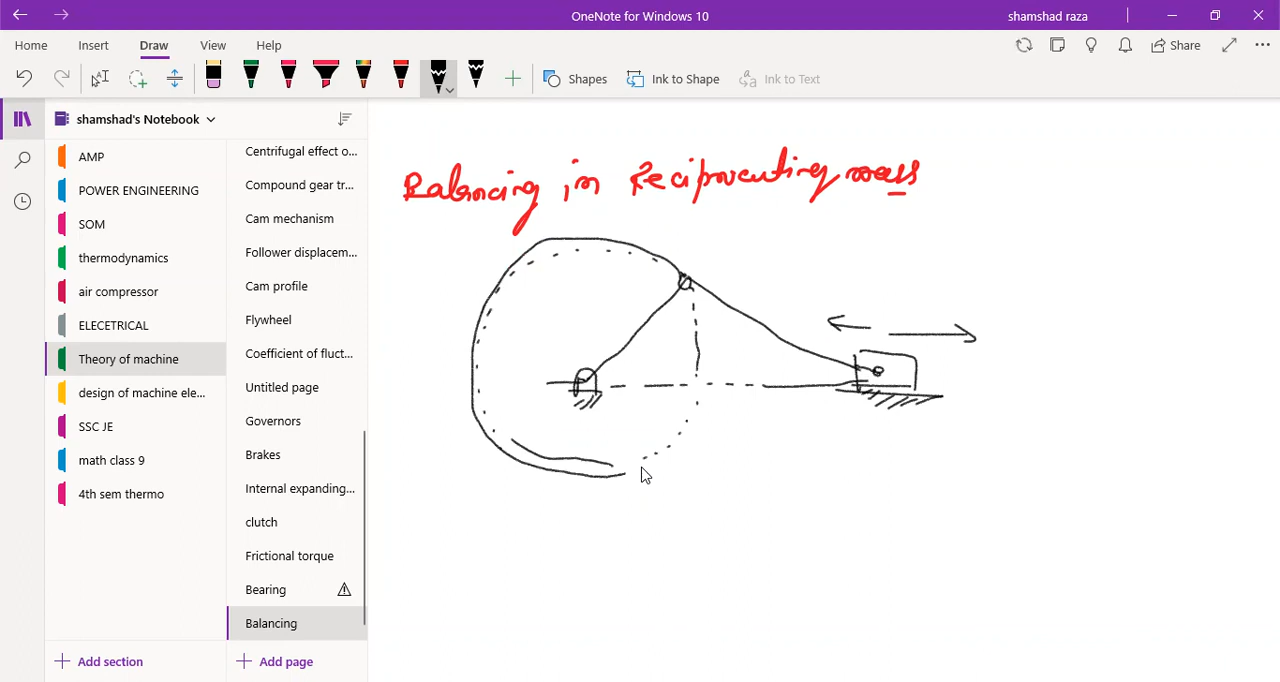 OneNote for Windows 10
shamshad raza
Home Insert Draw View Help
Share
Shapes
Ink to Shape
Ink to Text
shamshad's Notebook
AMP
POWER ENGINEERING
SOM
thermodynamics
air compressor
ELECETRICAL
Theory of machine
design of machine ele...
SSC JE
math class 9
4th sem thermo
Add section
Centrifugal effect o...
Compound gear tr...
Cam mechanism
Follower displacem...
Cam profile
Flywheel
Coefficient of fluct...
Untitled page
Governors
Brakes
Internal expanding...
clutch
Frictional torque
Bearing
Balancing
Add page
Balancing in Reciprocating mass